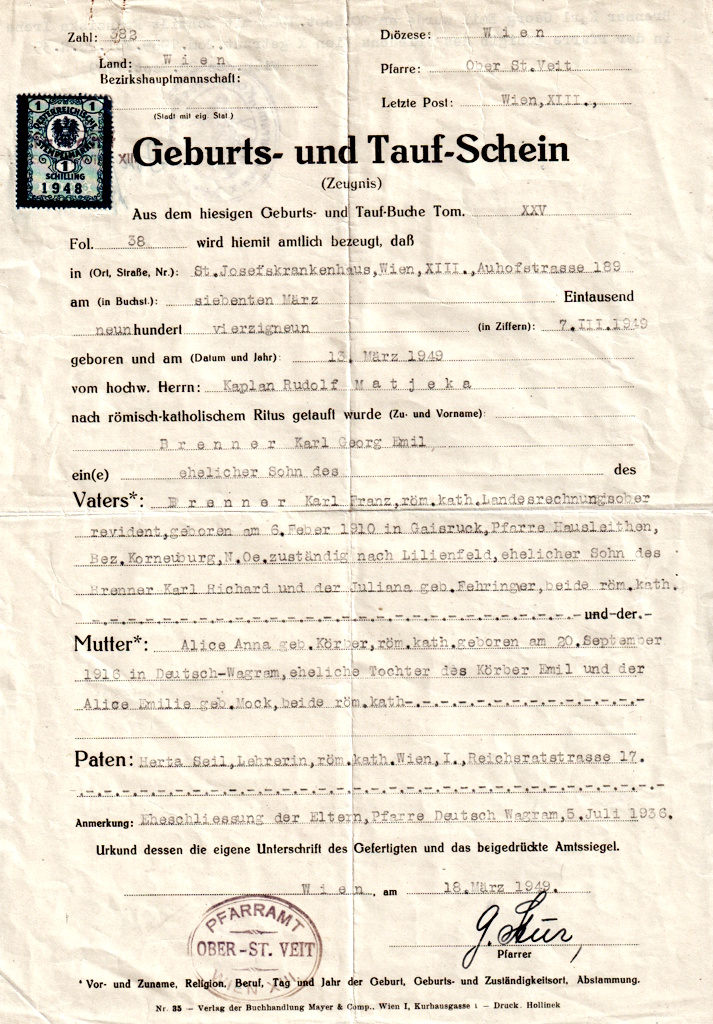 Zahl: 382
Diözese: Wien
Land: Wien
Bezirkshauptmannschaft:
Pfarre: Ober St.Veit
(Stadt mit eig. Stat.)
Letzte Post: Wien,XIII.,
1 1
ÖSTERREICHISCHE
STEMPELMARKE
1
SCHILLING
1948
Geburts- und Tauf-Schein
(Zeugnis)
Aus dem hiesigen Geburts- und Tauf-Buche Tom. XXV
Fol. 38 wird hiemit amtlich bezeugt, daß
in (Ort, Straße, Nr.): St.Josefskrankenhaus,Wien,XIII.,Auhofstrasse 189
am (in Buchst.): siebenten März Eintausend
neunhundert vierzigneun (in Ziffern): 7.III.1949
geboren und am (Datum und Jahr): 13. März 1949
vom hochw. Herrn: Kaplan Rudolf Matjeka
nach römisch-katholischem Ritus getauft wurde (Zu- und Vorname):
Brenner Karl Georg Emil
ein(e) ehelicher Sohn des des
Vaters*: Brenner Karl Franz,röm.kath.Landesrechnungsober
revident,geboren am 6.Feber 1910 in Gaisruck,Pfarre Hausleithen,
Bez.Korneuburg,N.Oe.zuständig nach Lilienfeld,ehelicher Sohn des
Brenner Karl Richard und der Juliana geb.Fehringer,beide röm.kath.
-.-.-.-.-.-.-.-.-.-.-.-.-.-.-.-.-.-.-.-.-.-.-.-.-.-und-der.-
Mutter*: Alice Anna geb.Körber,röm.kath.geboren am 20.September
1916 in Deutsch-Wagram,eheliche Tochter des Körber Emil und der
Alice Emilie geb.Mock,beide röm.kath-.-.-.-.-.-.-.-.-.-.-.-.-
Paten: Herta Seil,Lehrerin,röm.kath.Wien,I.,Reichsratstrasse 17.
-.-.-.-.-.-.-.-.-.-.-.-.-.-.-.-.-.-.-.-.-.-.-.-.-.-.-.-.-.-
Anmerkung: Eheschliessung der Eltern,Pfarre Deutsch Wagram,5.Juli 1936.
Urkund dessen die eigene Unterschrift des Gefertigten und das beigedrückte Amtssiegel.
Wien, am 18.März 1949.
PFARRAMT
OBER-ST. VEIT
WIEN XIII
G. Stur,
Pfarrer
* Vor- und Zuname, Religion, Beruf, Tag und Jahr der Geburt, Geburts- und Zuständigkeitsort, Abstammung.
Nr. 35 — Verlag der Buchhandlung Mayer & Comp., Wien I, Kurhausgasse 1 — Druck. Hollinek